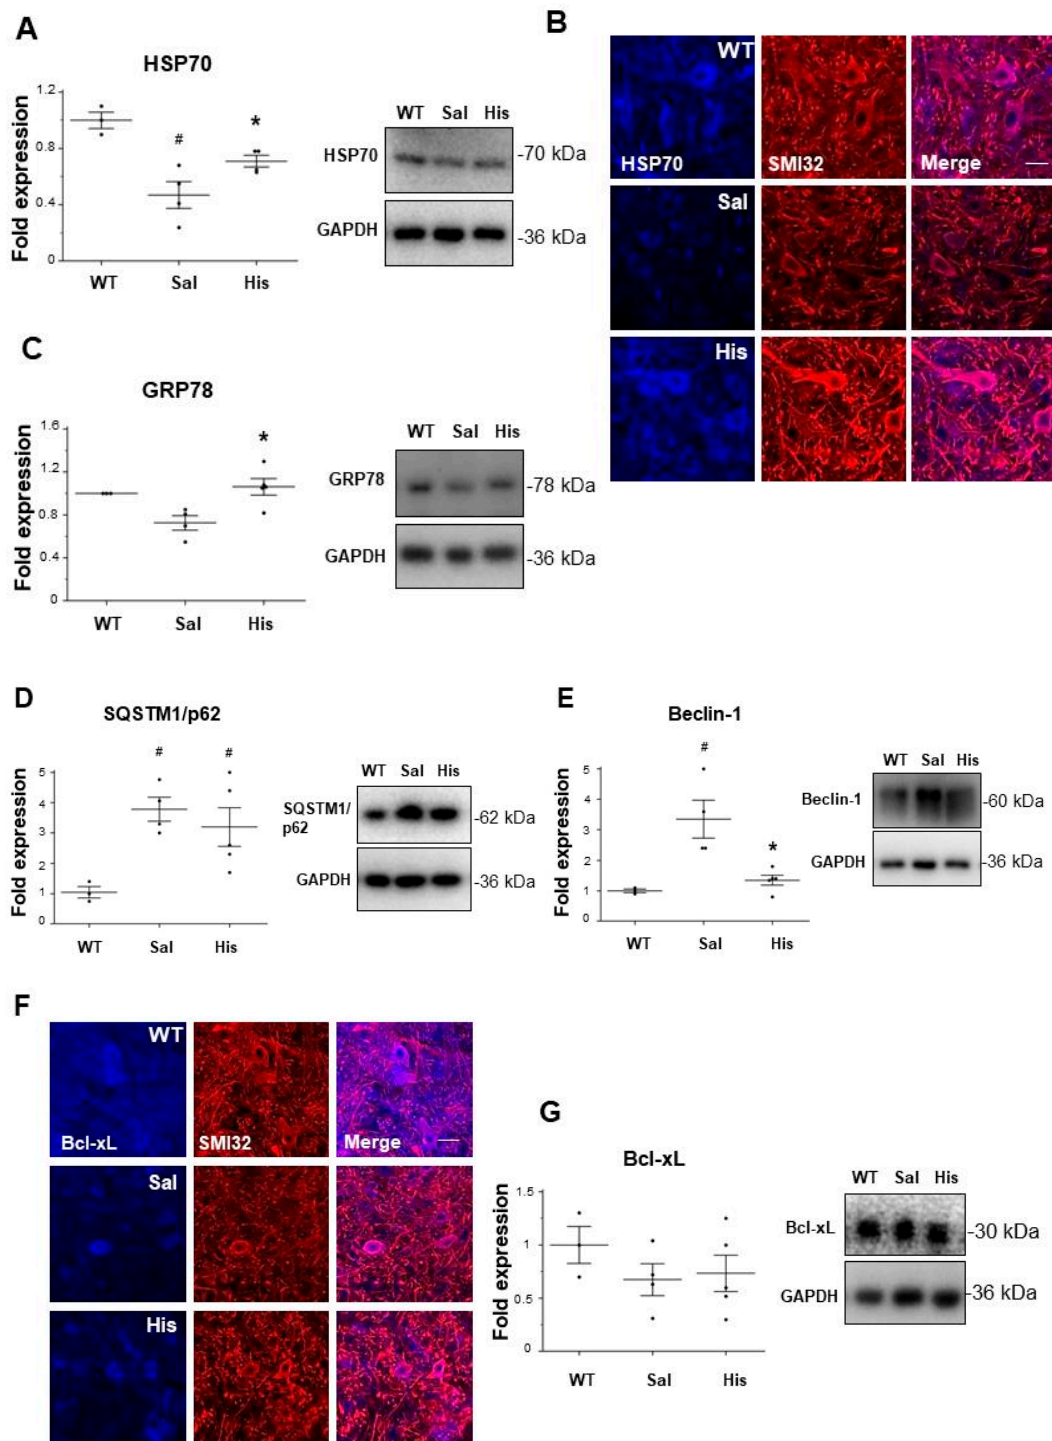 A
HSP70
Fold expression
1.2
0.8
0.4
0
#
*
WT Sal His
WT Sal His
HSP70
-70 kDa
GAPDH
-36 kDa
B
WT
HSP70 SMI32 Merge
Sal
His
C
GRP78
Fold expression
1.6
1.2
0.8
0.4
0
*
WT Sal His
WT Sal His
GRP78
-78 kDa
GAPDH
-36 kDa
D
SQSTM1/p62
Fold expression
5
4
3
2
1
0
# #
WT Sal His
WT Sal His
SQSTM1/
p62
-62 kDa
GAPDH
-36 kDa
E
Beclin-1
Fold expression
5
4
3
2
1
0
#
*
WT Sal His
WT Sal His
Beclin-1
-60 kDa
GAPDH
-36 kDa
F
WT
Bcl-xL SMI32 Merge
Sal
His
G
Bcl-xL
Fold expression
1.5
1
0.5
0
WT Sal His
WT Sal His
Bcl-xL
-30 kDa
GAPDH
-36 kDa